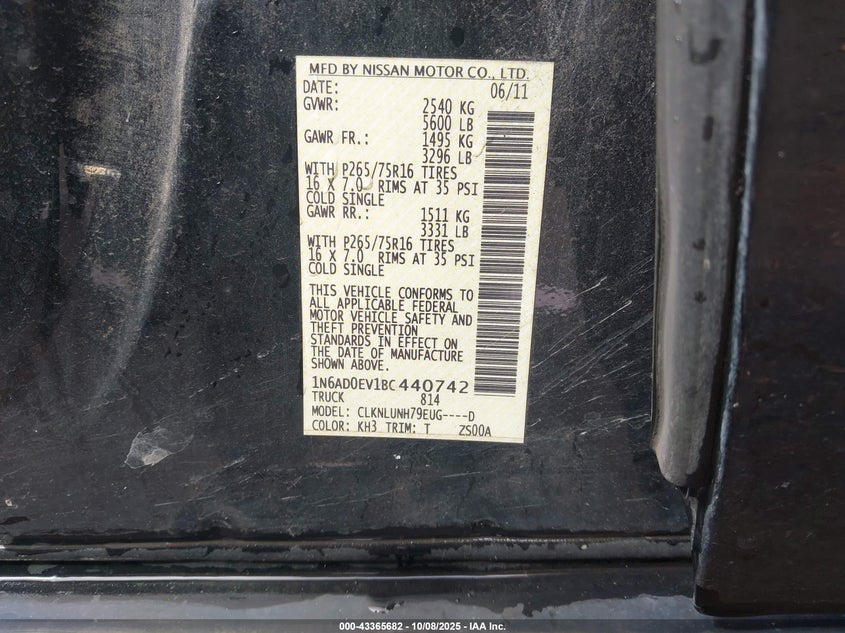 MFD BY NISSAN MOTOR CO., LTD.
DATE: 06/11
GVWR: 2540 KG
5600 LB
GAWR FR.: 1495 KG
3296 LB
WITH P265/75R16 TIRES
16 X 7.0 RIMS AT 35 PSI
COLD SINGLE
GAWR RR.: 1511 KG
3331 LB
WITH P265/75R16 TIRES
16 X 7.0 RIMS AT 35 PSI
COLD SINGLE
THIS VEHICLE CONFORMS TO
ALL APPLICABLE FEDERAL
MOTOR VEHICLE SAFETY AND
THEFT PREVENTION
STANDARDS IN EFFECT ON
THE DATE OF MANUFACTURE
SHOWN ABOVE.
1N6AD0EV1BC440742
TRUCK 814
MODEL: CLKNLUNH79EUG----D
COLOR: KH3 TRIM: T ZS00A
000-43365682 - 10/08/2025 - IAA Inc.